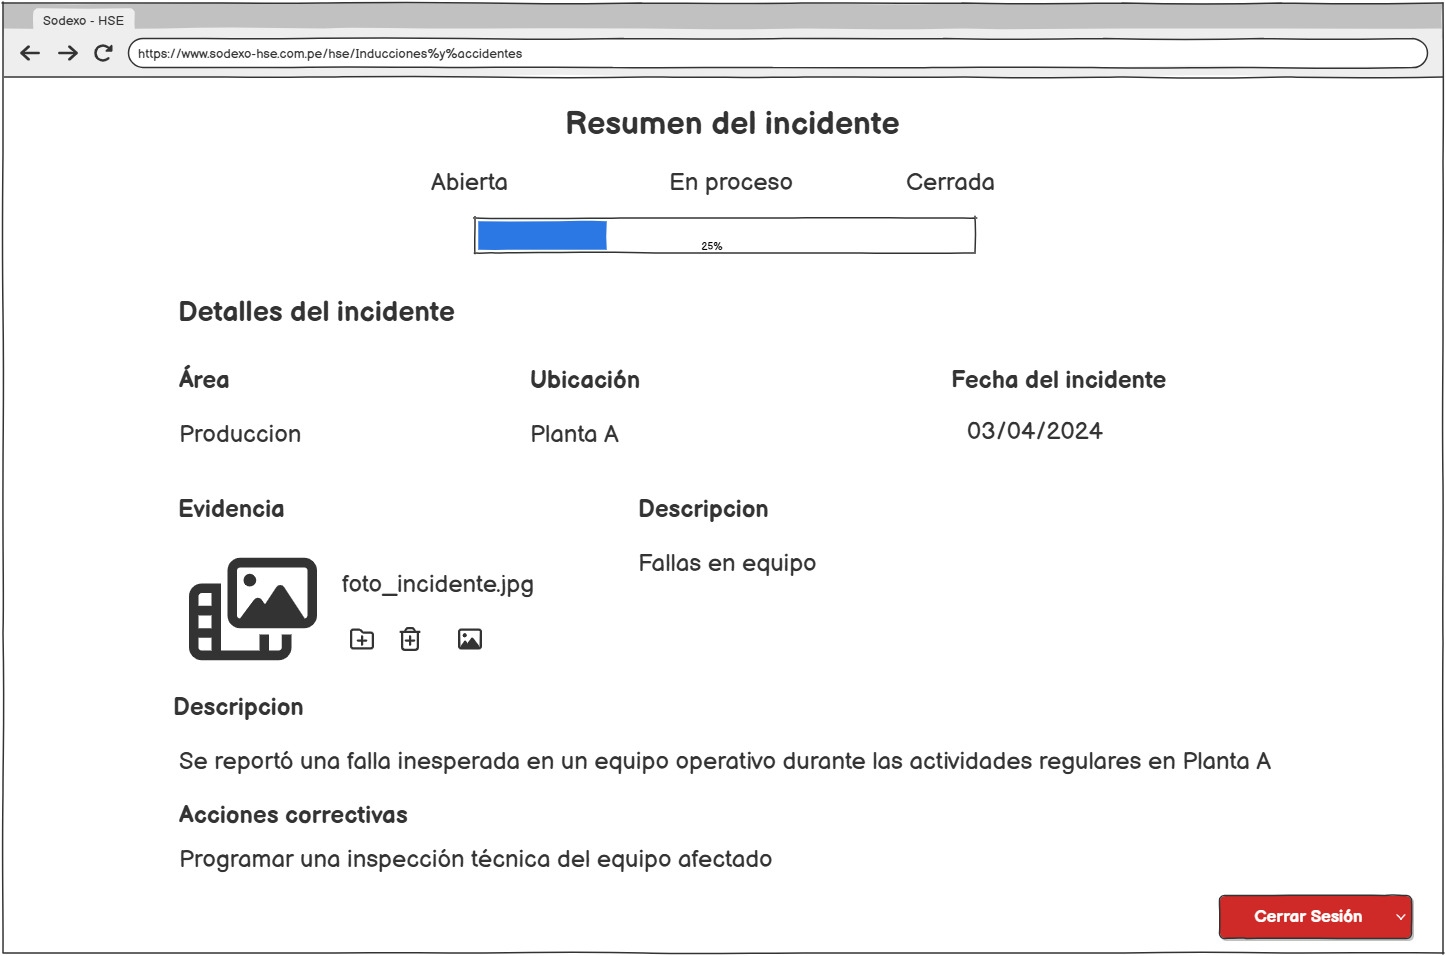 Sodexo - HSE
https://www.sodexo-hse.com.pe/hse/Inducciones%y%accidentes
Resumen del incidente
Abierta En proceso Cerrada
25%
Detalles del incidente
Área Ubicación Fecha del incidente
Produccion Planta A 03/04/2024
Evidencia Descripcion
Fallas en equipo
foto_incidente.jpg
Descripcion
Se reportó una falla inesperada en un equipo operativo durante las actividades regulares en Planta A
Acciones correctivas
Programar una inspección técnica del equipo afectado
Cerrar Sesión